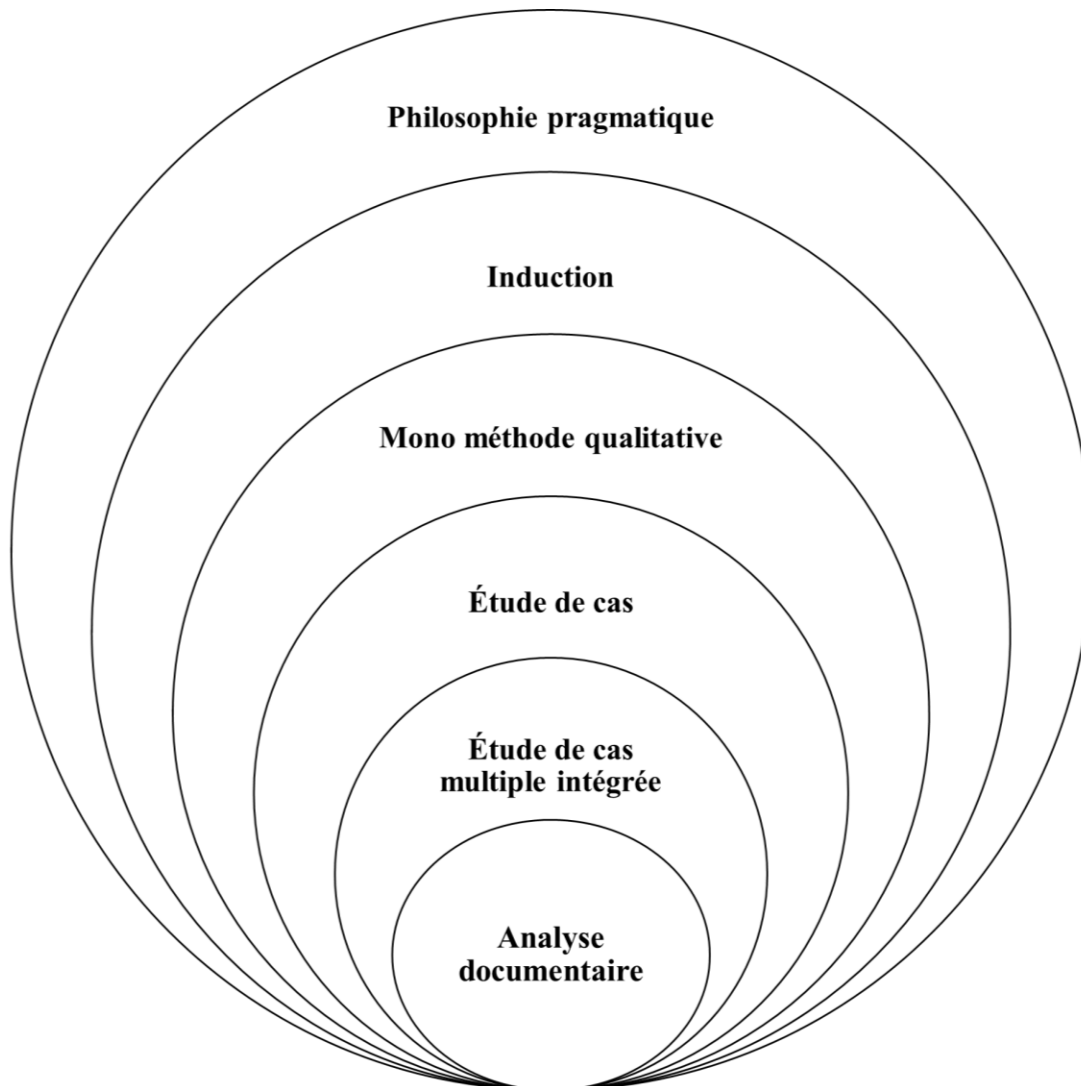 Philosophie pragmatique
Induction
Mono méthode qualitative
Étude de cas
Étude de cas
multiple intégrée
Analyse
documentaire